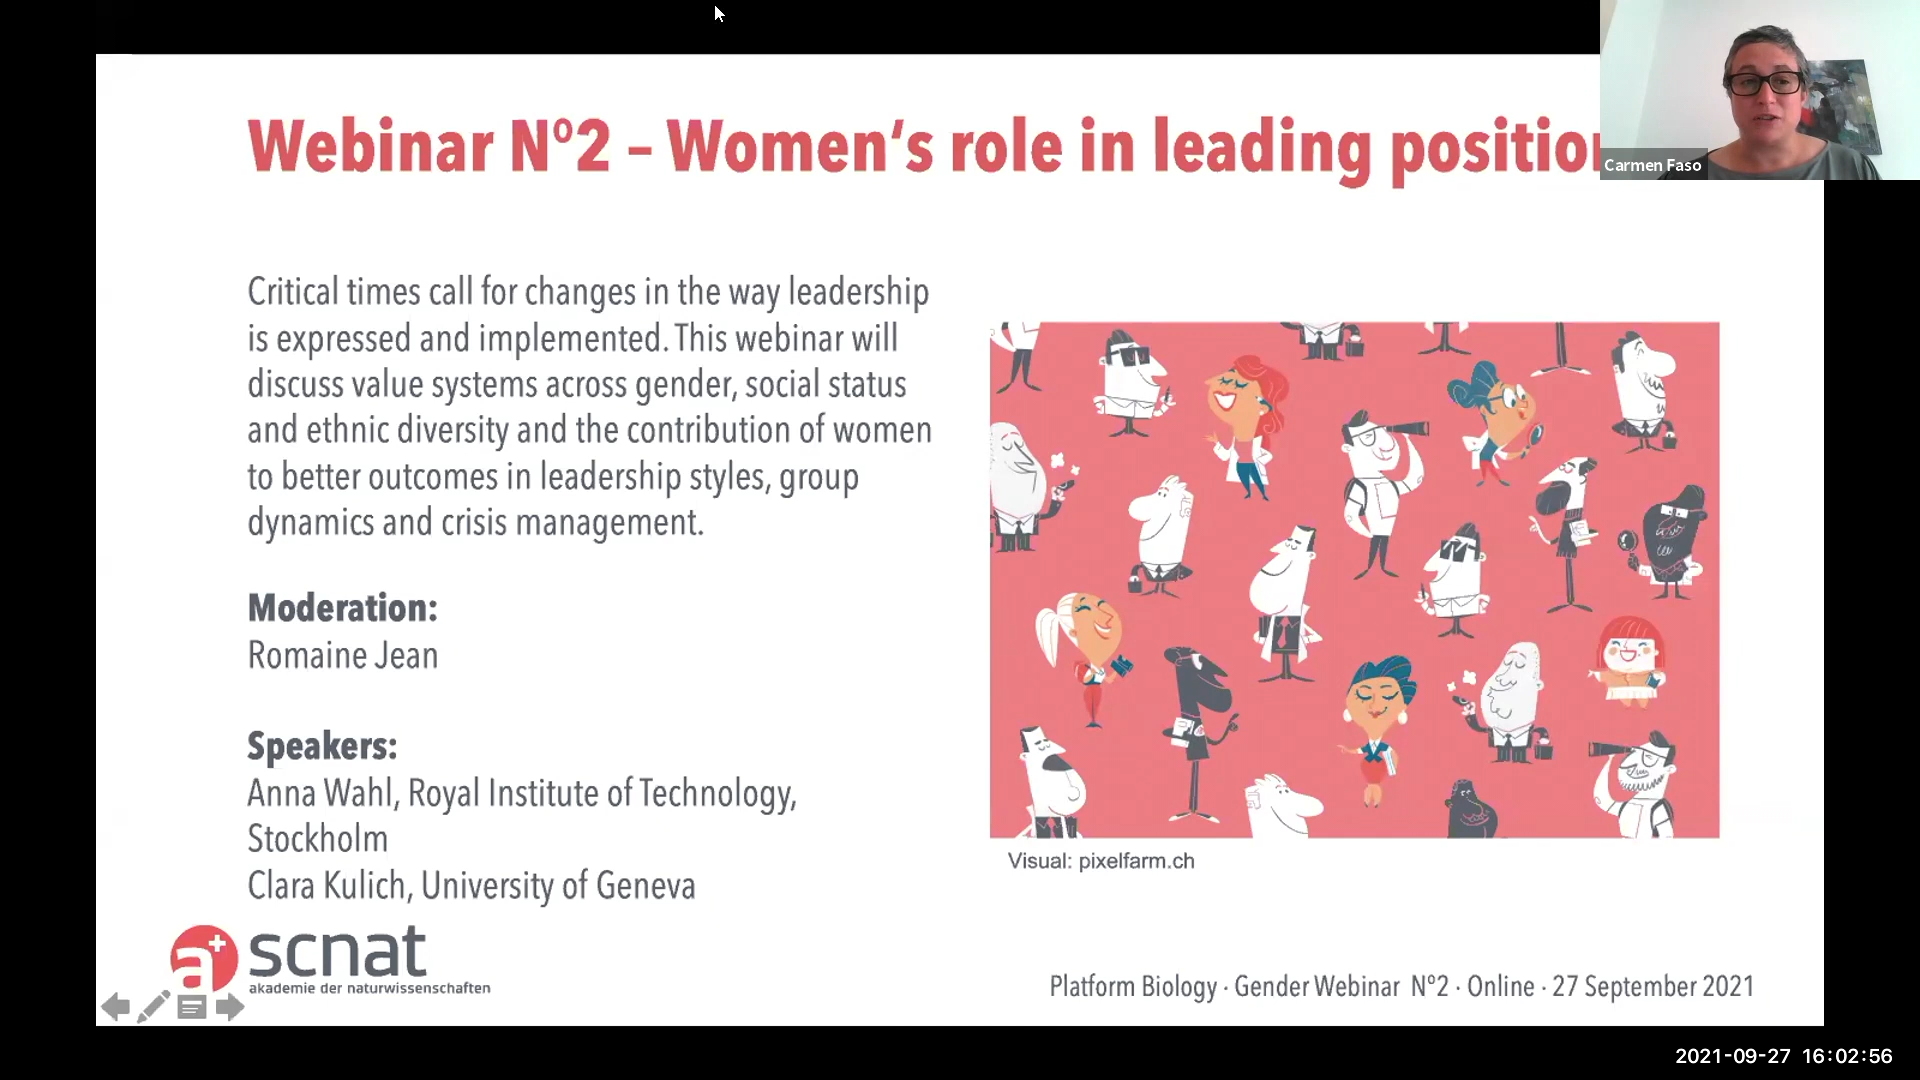 Webinar Nº2 – Women‘s role in leading position
Carmen Faso
Critical times call for changes in the way leadership
is expressed and implemented. This webinar will
discuss value systems across gender, social status
and ethnic diversity and the contribution of women
to better outcomes in leadership styles, group
dynamics and crisis management.
Moderation:
Romaine Jean
Speakers:
Anna Wahl, Royal Institute of Technology,
Stockholm
Clara Kulich, University of Geneva
Visual: pixelfarm.ch
a+
scnat
akademie der naturwissenschaften
Platform Biology · Gender Webinar Nº2 · Online · 27 September 2021
2021-09-27 16:02:56